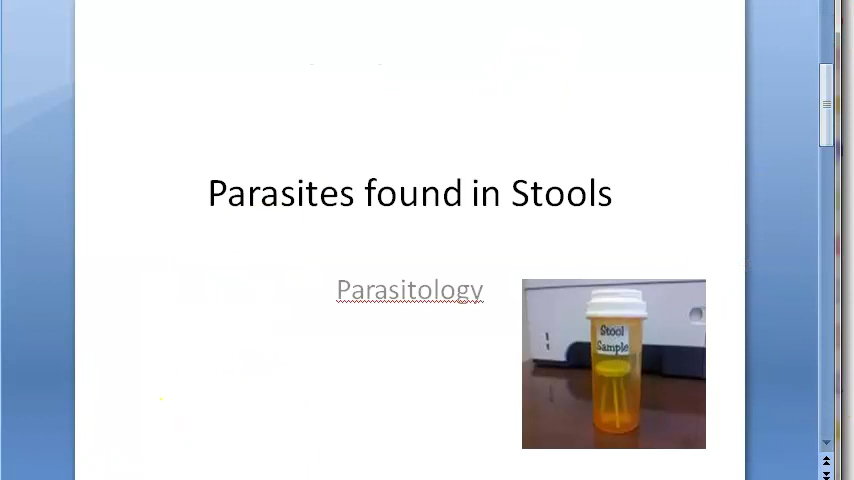 Parasites found in Stools
Parasitology
Stool
Sample